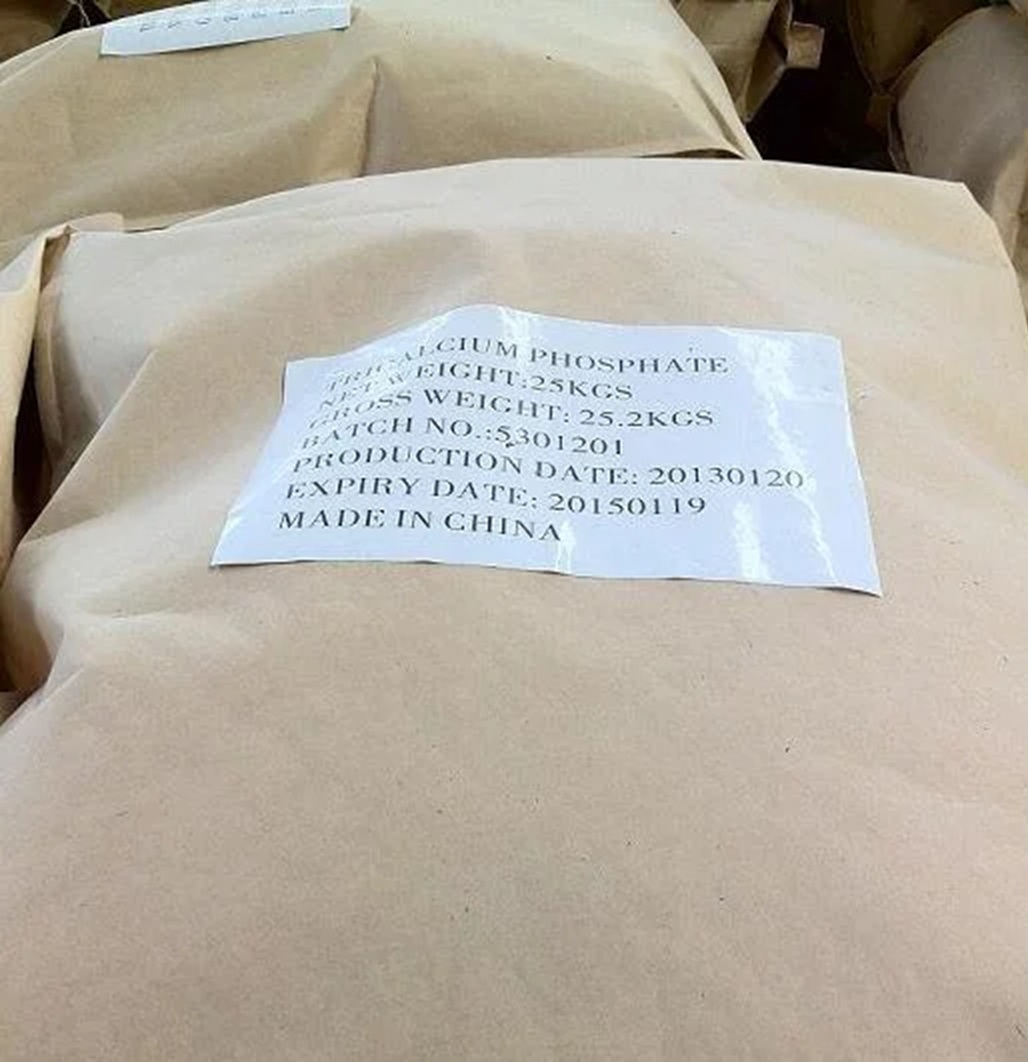 TRICALCIUM PHOSPHATE
NET WEIGHT:25KGS
GROSS WEIGHT: 25.2KGS
BATCH NO.:5301201
PRODUCTION DATE: 20130120
EXPIRY DATE: 20150119
MADE IN CHINA